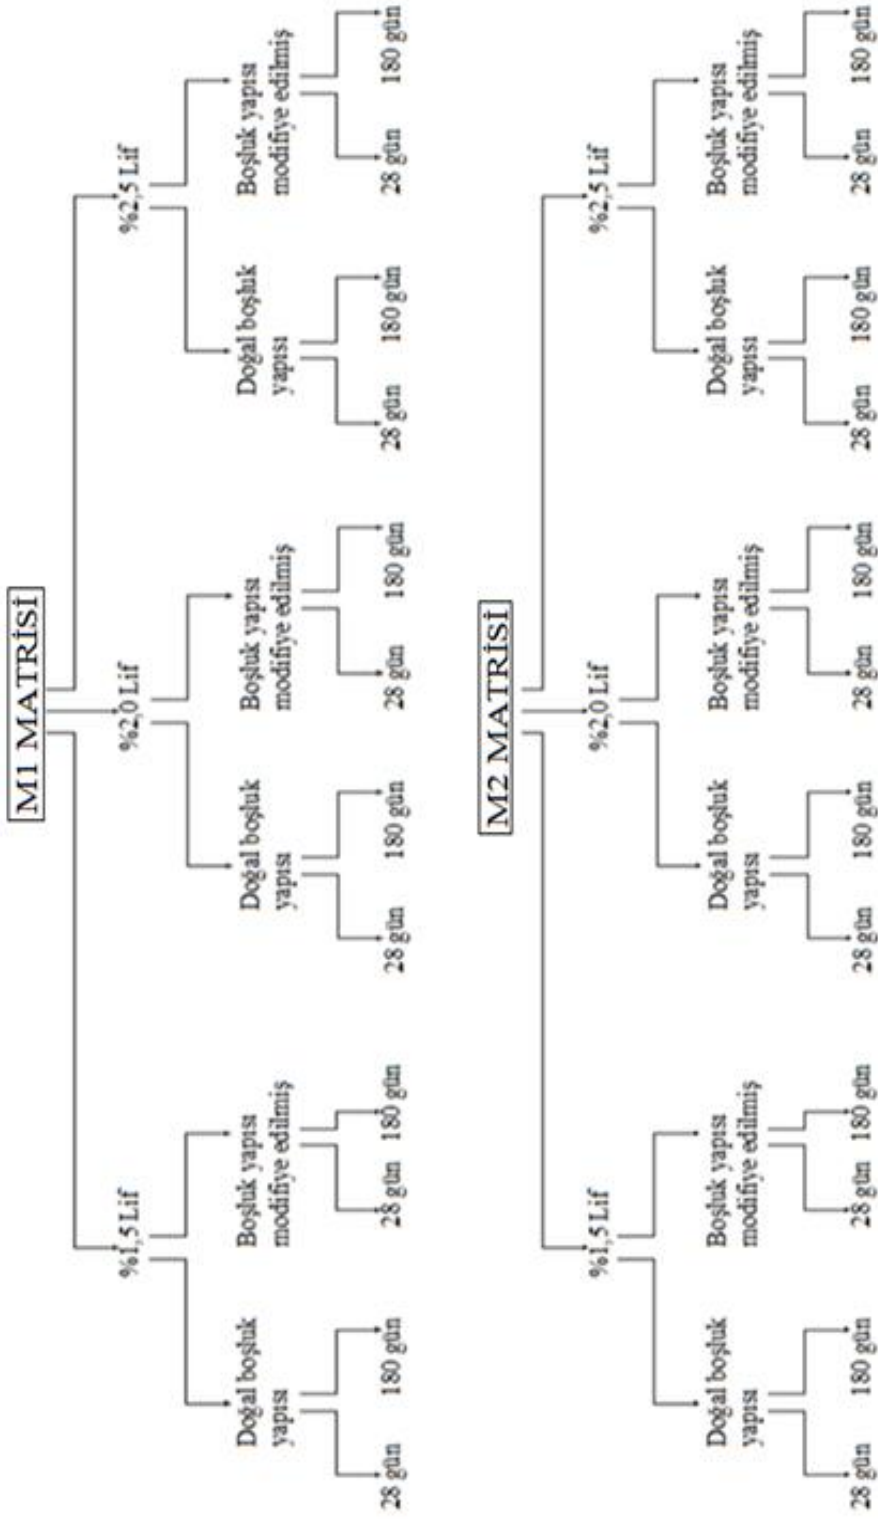 M1 MATRİSİ
%1,5 Lif
%2,0 Lif
%2,5 Lif
Doğal boşluk
yapısı
Boşluk yapısı
modifiye edilmiş
Doğal boşluk
yapısı
Boşluk yapısı
modifiye edilmiş
Doğal boşluk
yapısı
Boşluk yapısı
modifiye edilmiş
28 gün
180 gün
28 gün
180 gün
28 gün
180 gün
28 gün
180 gün
28 gün
180 gün
28 gün
180 gün
M2 MATRİSİ
%1,5 Lif
%2,0 Lif
%2,5 Lif
Doğal boşluk
yapısı
Boşluk yapısı
modifiye edilmiş
Doğal boşluk
yapısı
Boşluk yapısı
modifiye edilmiş
Doğal boşluk
yapısı
Boşluk yapısı
modifiye edilmiş
28 gün
180 gün
28 gün
180 gün
28 gün
180 gün
28 gün
180 gün
28 gün
180 gün
28 gün
180 gün